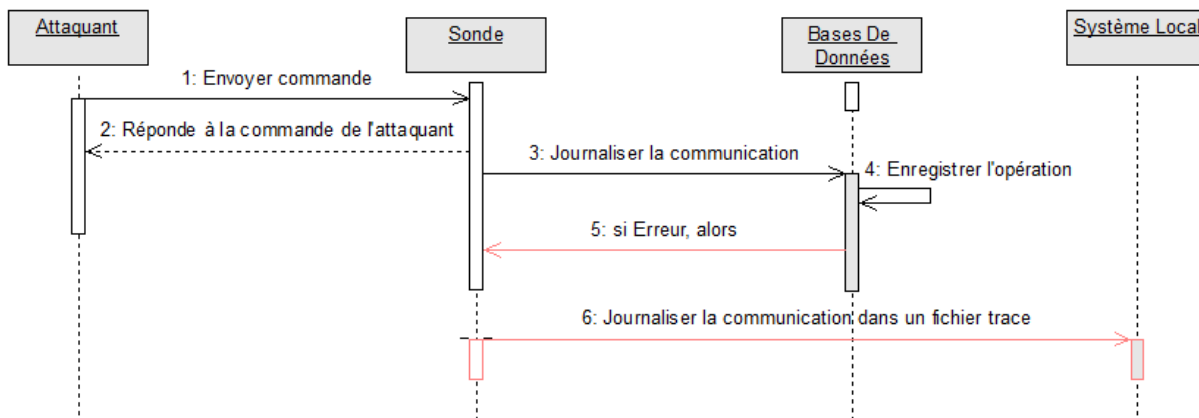 Attaquant
Sonde
Bases De
Données
Système Local
1: Envoyer commande
2: Réponde à la commande de l'attaquant
3: Journaliser la communication
4: Enregistrer l'opération
5: si Erreur, alors
6: Journaliser la communication dans un fichier trace